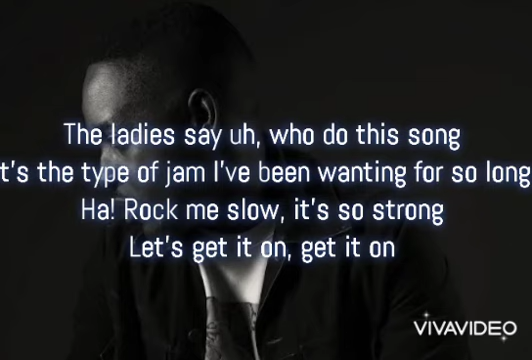 The ladies say uh, who do this song
t's the type of jam I've been wanting for so long
Ha! Rock me slow, it's so strong
Let's get it on, get it on
VIVAVIDEO